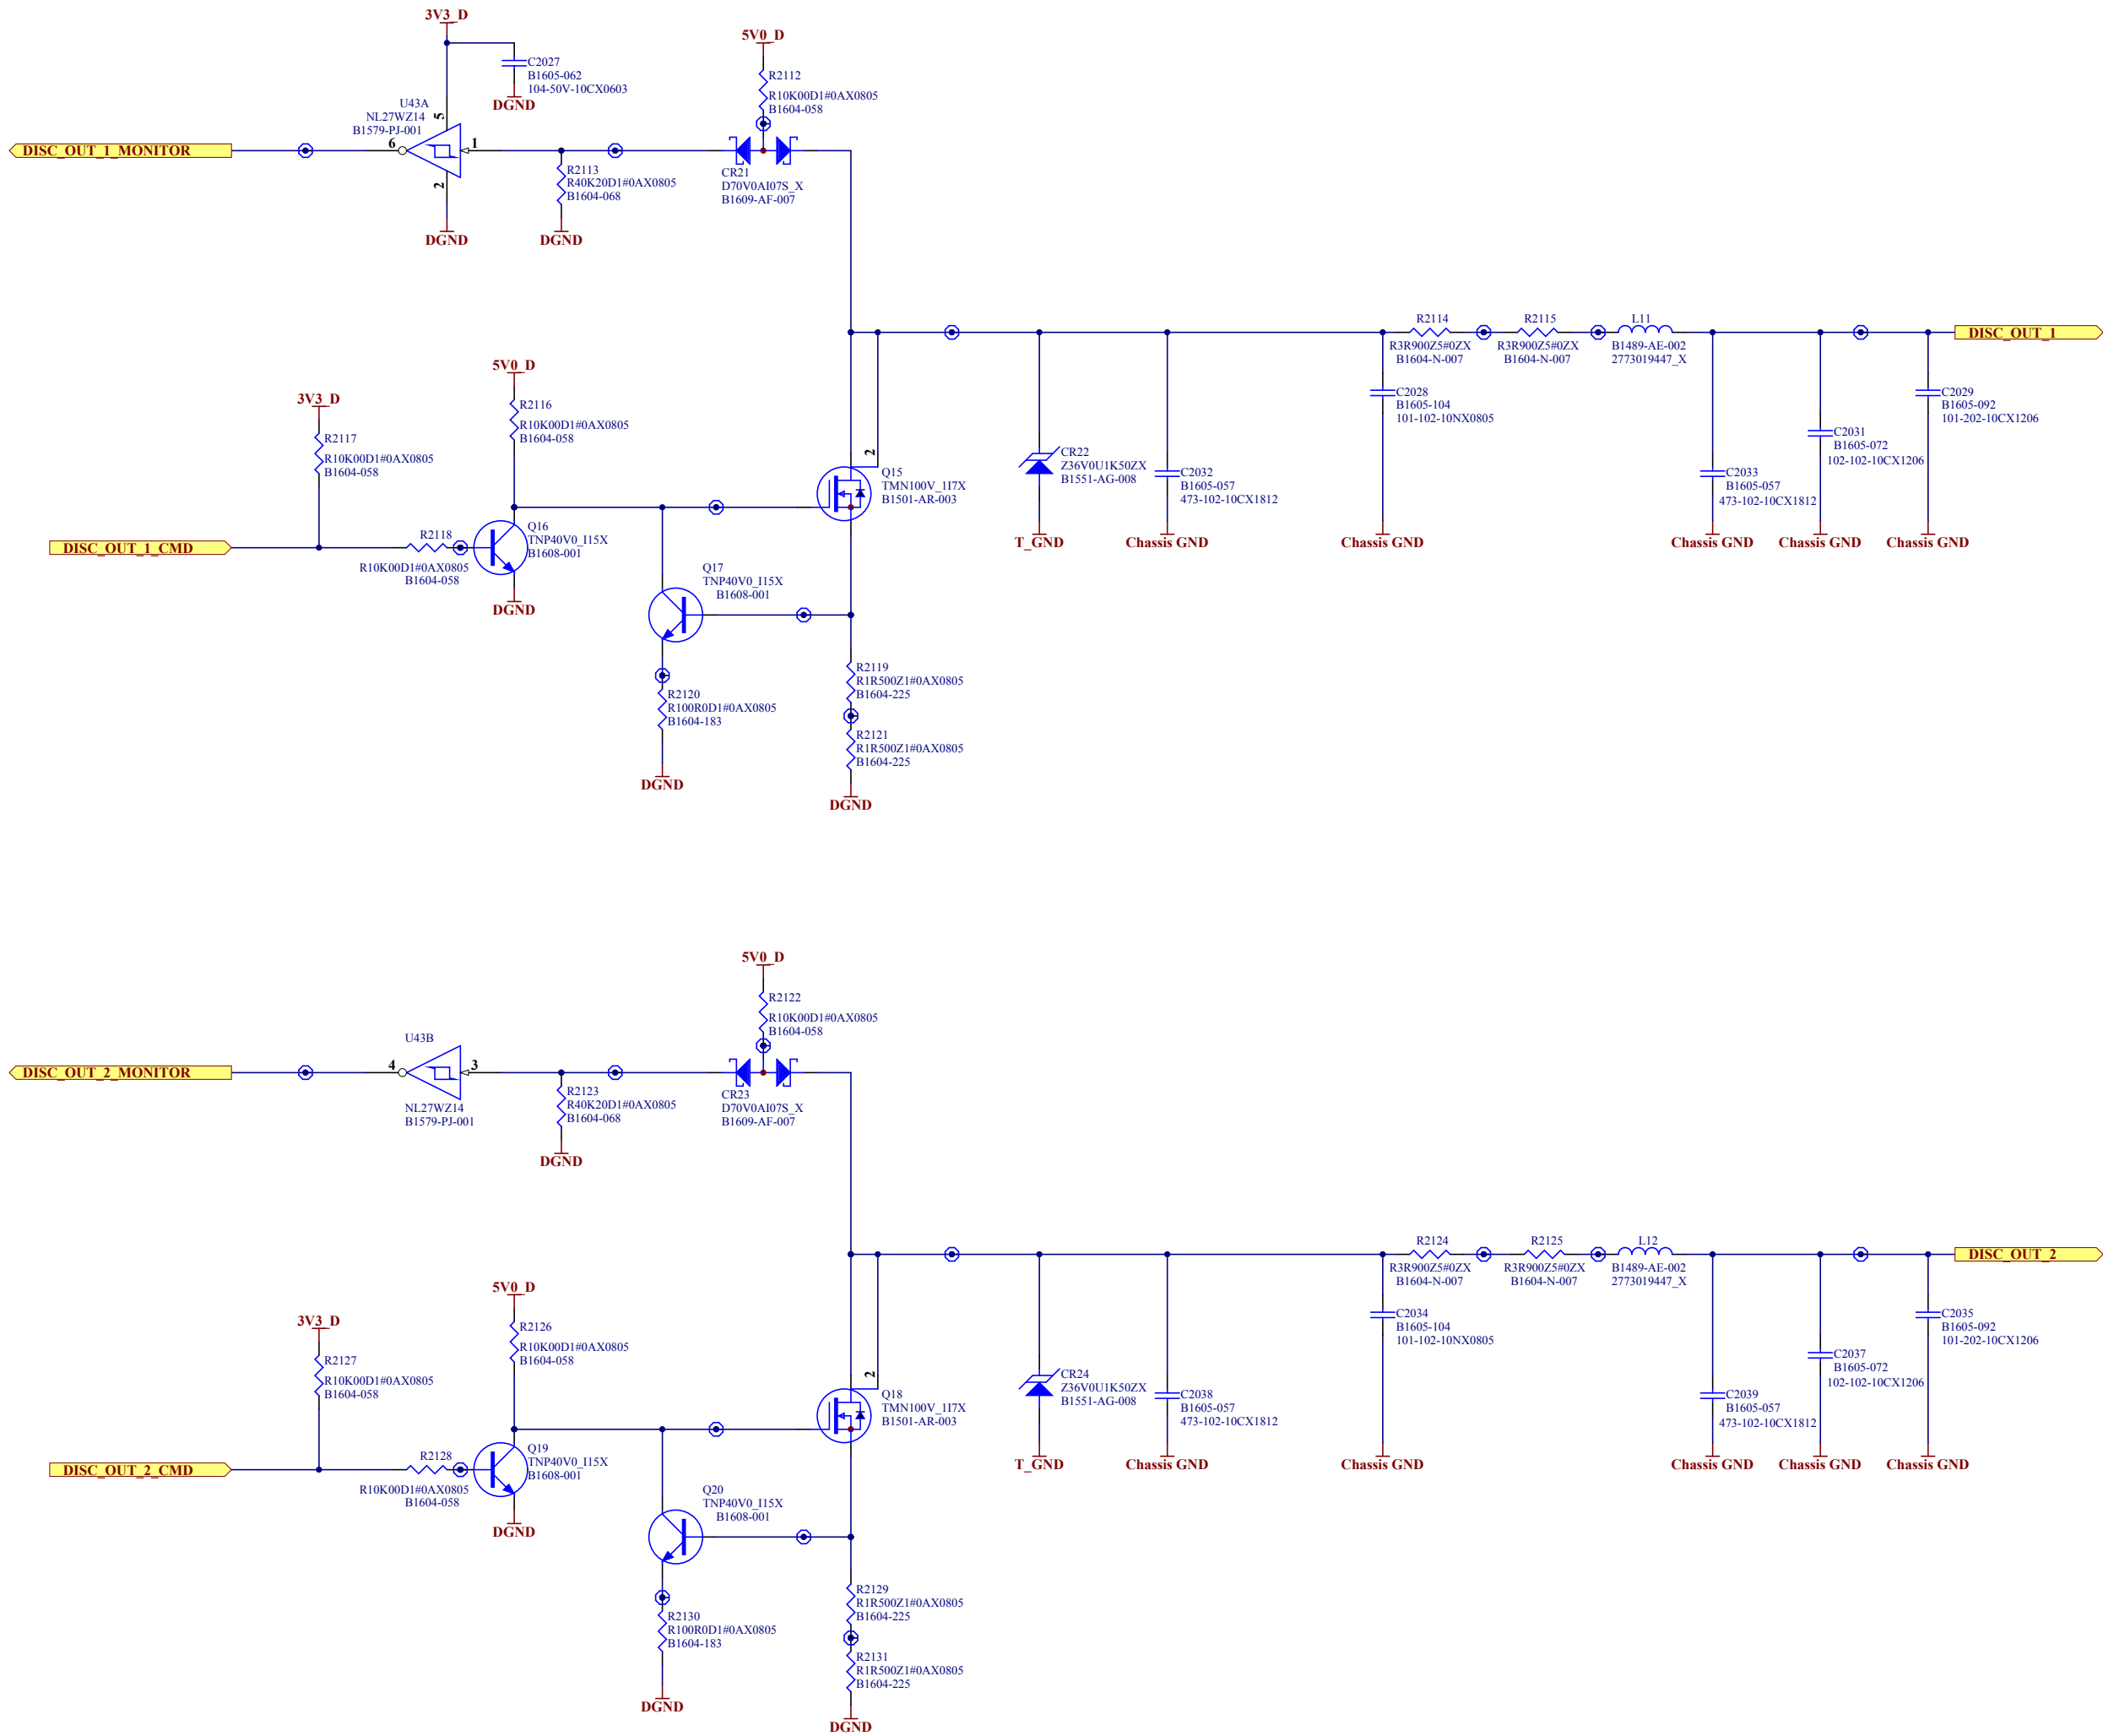 3V3_D
C2027
B1605-062
104-50V-10CX0603
DGND
5V0_D
R2112
R10K00D1#0AX0805
B1604-058
U43A
NL27WZ14
B1579-PJ-001
5
6
1
2
DGND
DISC_OUT_1_MONITOR
R2113
R40K20D1#0AX0805
B1604-068
DGND
CR21
D70V0AI07S_X
B1609-AF-007
R2114
R3R900Z5#0ZX
B1604-N-007
R2115
R3R900Z5#0ZX
B1604-N-007
L11
B1489-AE-002
2773019447_X
DISC_OUT_1
5V0_D
R2116
R10K00D1#0AX0805
B1604-058
3V3_D
R2117
R10K00D1#0AX0805
B1604-058
C2028
B1605-104
101-102-10NX0805
Chassis GND
C2029
B1605-092
101-202-10CX1206
Chassis GND
C2031
B1605-072
102-102-10CX1206
Chassis GND
2
Q15
TMN100V_1I7X
B1501-AR-003
CR22
Z36V0U1K50ZX
B1551-AG-008
T_GND
C2032
B1605-057
473-102-10CX1812
Chassis GND
C2033
B1605-057
473-102-10CX1812
Chassis GND
DISC_OUT_1_CMD
R2118
R10K00D1#0AX0805
B1604-058
Q16
TNP40V0_I15X
B1608-001
DGND
Q17
TNP40V0_I15X
B1608-001
R2119
R1R500Z1#0AX0805
B1604-225
R2120
R100R0D1#0AX0805
B1604-183
DGND
R2121
R1R500Z1#0AX0805
B1604-225
DGND
5V0_D
R2122
R10K00D1#0AX0805
B1604-058
U43B
4
3
NL27WZ14
B1579-PJ-001
DISC_OUT_2_MONITOR
R2123
R40K20D1#0AX0805
B1604-068
DGND
CR23
D70V0AI07S_X
B1609-AF-007
R2124
R3R900Z5#0ZX
B1604-N-007
R2125
R3R900Z5#0ZX
B1604-N-007
L12
B1489-AE-002
2773019447_X
DISC_OUT_2
5V0_D
R2126
R10K00D1#0AX0805
B1604-058
3V3_D
R2127
R10K00D1#0AX0805
B1604-058
C2034
B1605-104
101-102-10NX0805
Chassis GND
C2035
B1605-092
101-202-10CX1206
Chassis GND
C2037
B1605-072
102-102-10CX1206
Chassis GND
2
Q18
TMN100V_1I7X
B1501-AR-003
CR24
Z36V0U1K50ZX
B1551-AG-008
T_GND
C2038
B1605-057
473-102-10CX1812
Chassis GND
C2039
B1605-057
473-102-10CX1812
Chassis GND
DISC_OUT_2_CMD
R2128
R10K00D1#0AX0805
B1604-058
Q19
TNP40V0_I15X
B1608-001
DGND
Q20
TNP40V0_I15X
B1608-001
R2129
R1R500Z1#0AX0805
B1604-225
R2130
R100R0D1#0AX0805
B1604-183
DGND
R2131
R1R500Z1#0AX0805
B1604-225
DGND